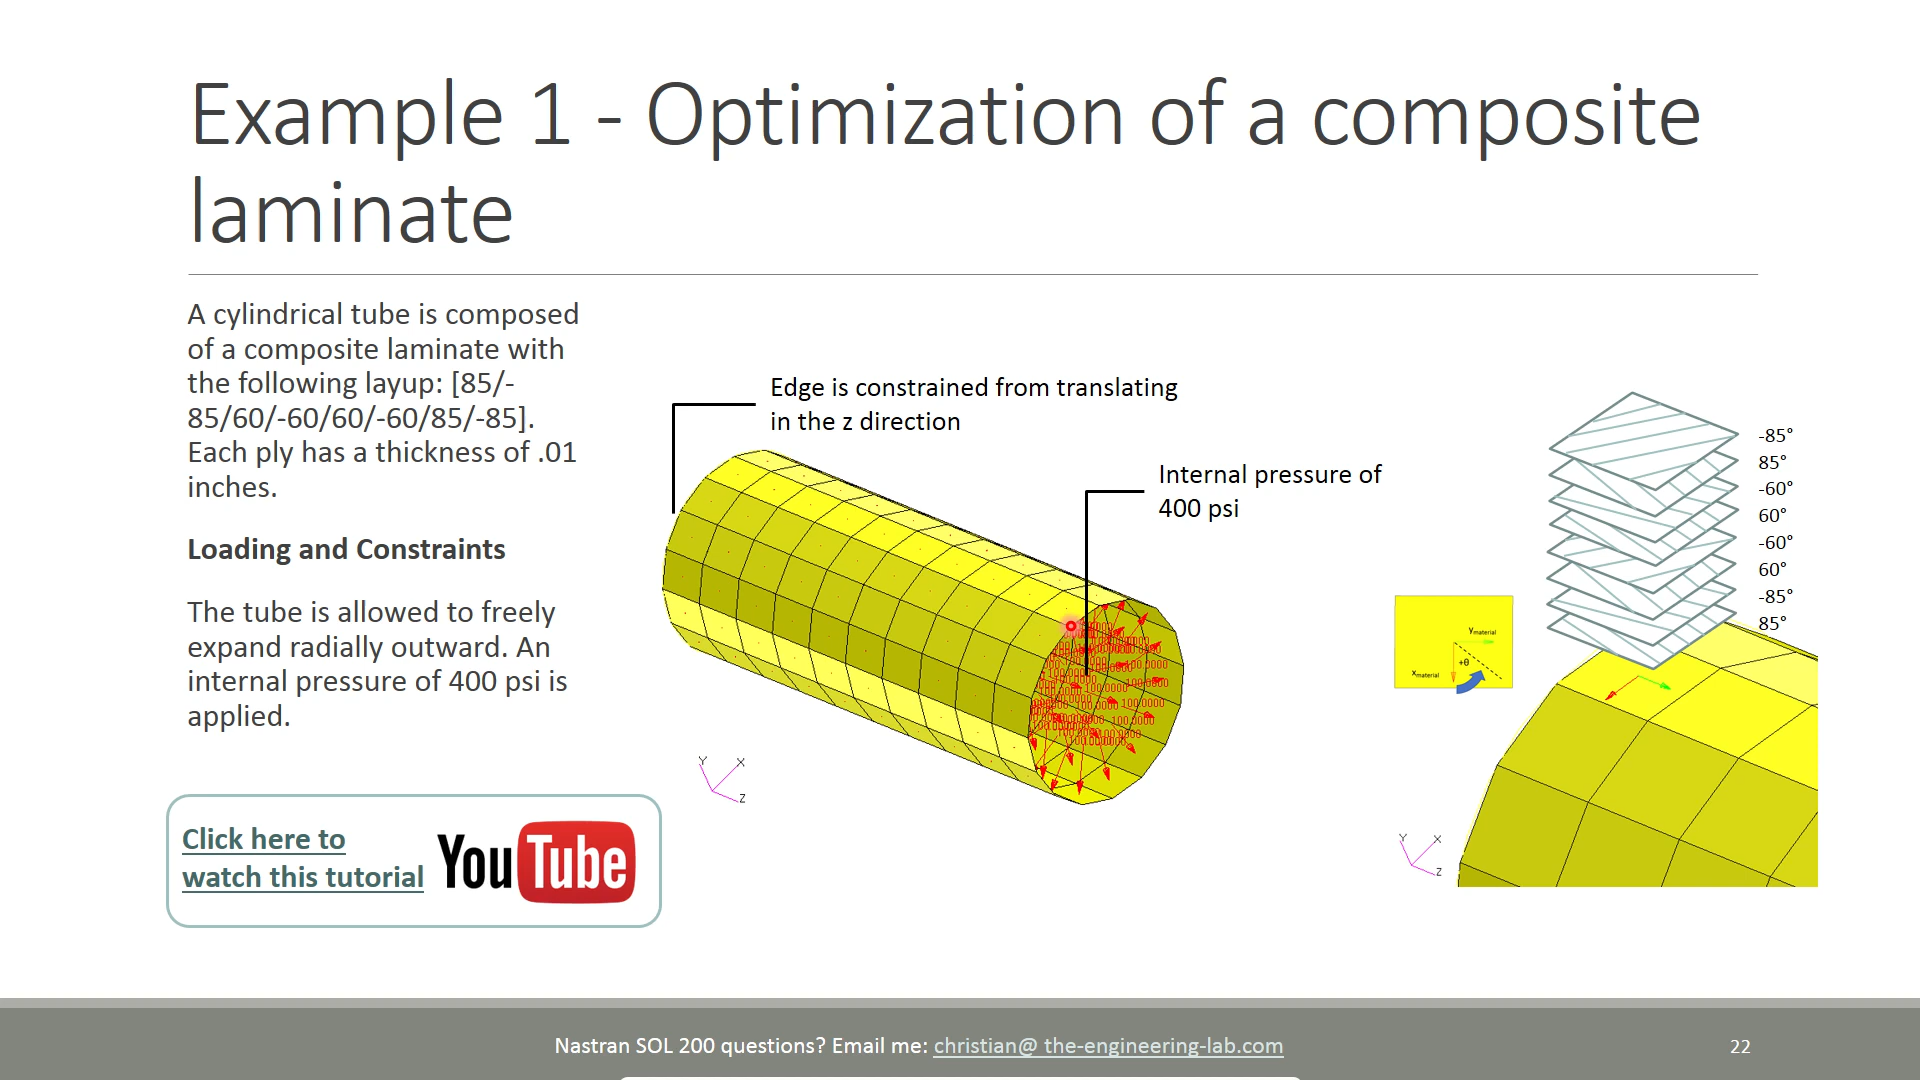 Example 1 - Optimization of a composite
laminate
A cylindrical tube is composed
of a composite laminate with
the following layup: [85/-
85/60/-60/60/-60/85/-85].
Each ply has a thickness of .01
inches.
Loading and Constraints
The tube is allowed to freely
expand radially outward. An
internal pressure of 400 psi is
applied.
Click here to
watch this tutorial
YouTube
Edge is constrained from translating
in the z direction
Internal pressure of
400 psi
Y X
Z
-85°
85°
-60°
60°
-60°
60°
-85°
85°
Ymaterial
+θ
Xmaterial
Y X
Z
Nastran SOL 200 questions? Email me: christian@ the-engineering-lab.com
22